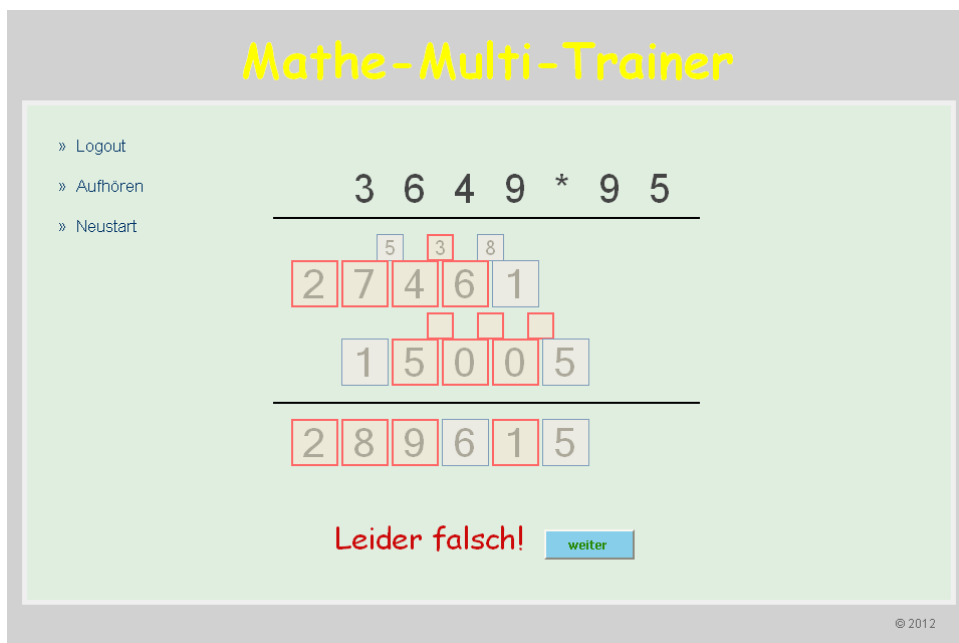 Mathe-Multi-Trainer
» Logout
» Aufhören
» Neustart
3 6 4 9 * 9 5
5 3 8
2 7 4 6 1
1 5 0 0 5
2 8 9 6 1 5
Leider falsch!
weiter
© 2012